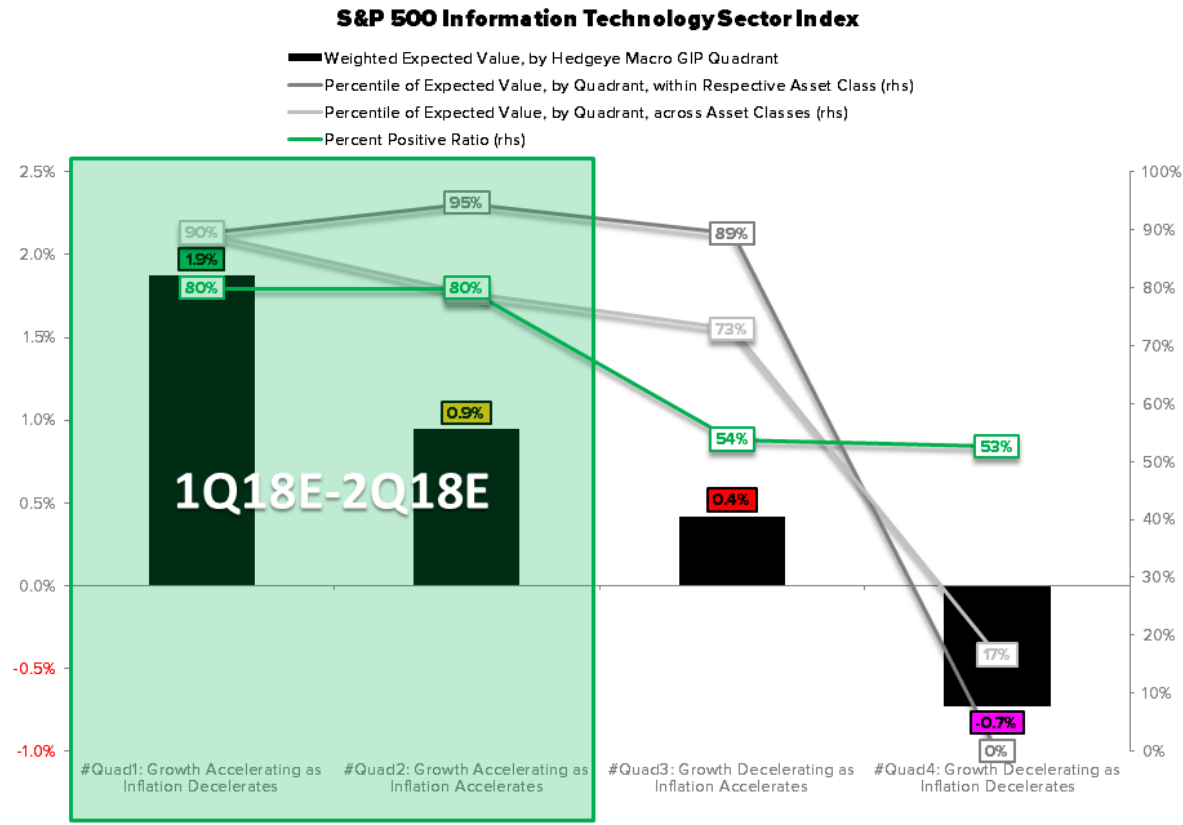 S&P 500 Information Technology Sector Index
Weighted Expected Value, by Hedgeye Macro GIP Quadrant
Percentile of Expected Value, by Quadrant, within Respective Asset Class (rhs)
Percentile of Expected Value, by Quadrant, across Asset Classes (rhs)
Percent Positive Ratio (rhs)
2.5%
2.0%
1.5%
1.0%
0.5%
0.0%
-0.5%
-1.0%
100%
90%
80%
70%
60%
50%
40%
30%
20%
10%
0%
90%
1.9%
80%
95%
80%
0.9%
89%
73%
54%
0.4%
53%
17%
-0.7%
0%
1Q18E-2Q18E
#Quad1: Growth Accelerating as
Inflation Decelerates
#Quad2: Growth Accelerating as
Inflation Accelerates
#Quad3: Growth Decelerating as
Inflation Accelerates
#Quad4: Growth Decelerating as
Inflation Decelerates